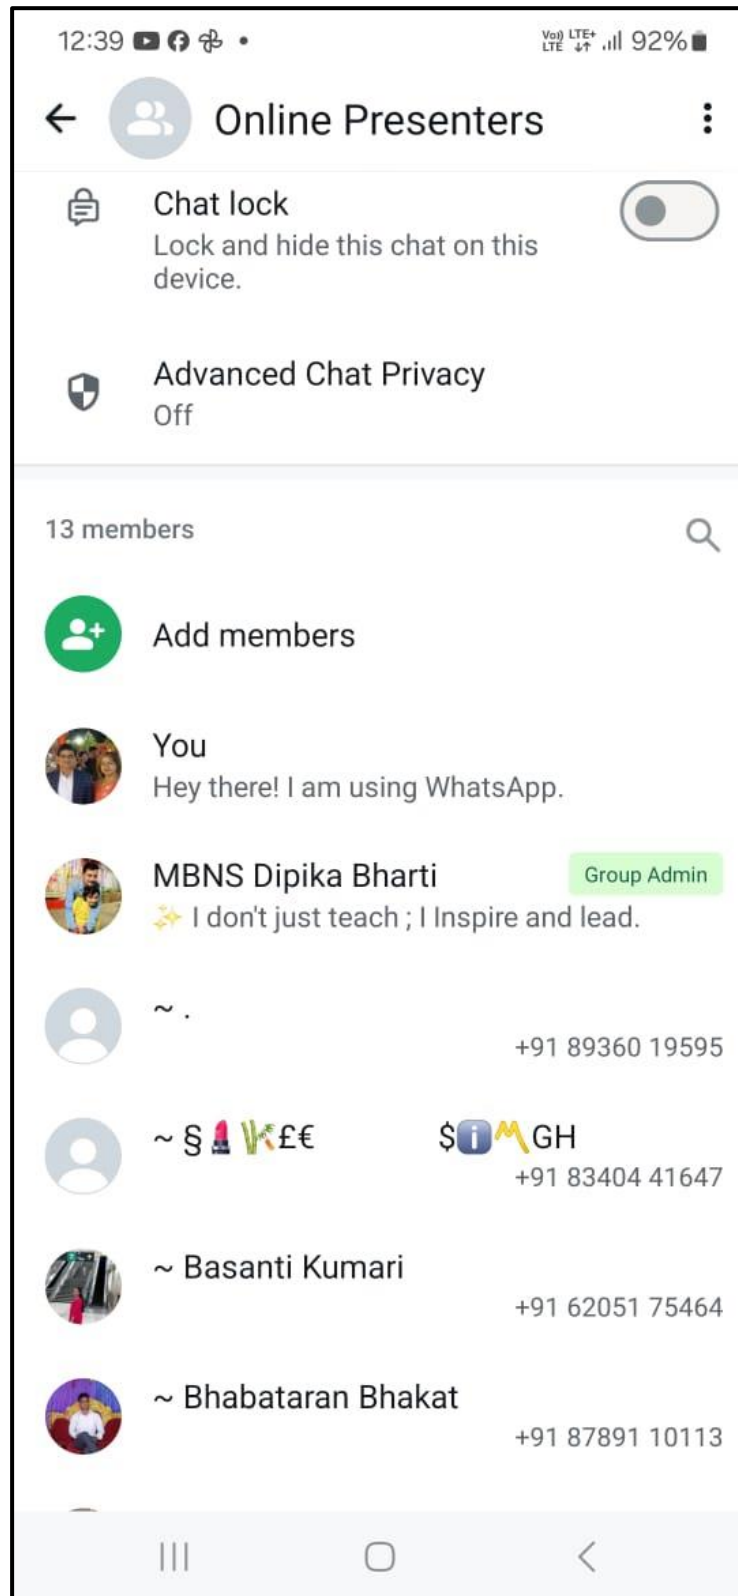 12:39
Vo) LTE LTE+ 92%
Online Presenters
Chat lock
Lock and hide this chat on this
device.
Advanced Chat Privacy
Off
13 members
Add members
You
Hey there! I am using WhatsApp.
MBNS Dipika Bharti Group Admin
✨ I don't just teach ; I Inspire and lead.
~ .
+91 89360 19595
~ §💄🎋£€ $ℹ️〽️GH
+91 83404 41647
~ Basanti Kumari
+91 62051 75464
~ Bhabataran Bhakat
+91 87891 10113